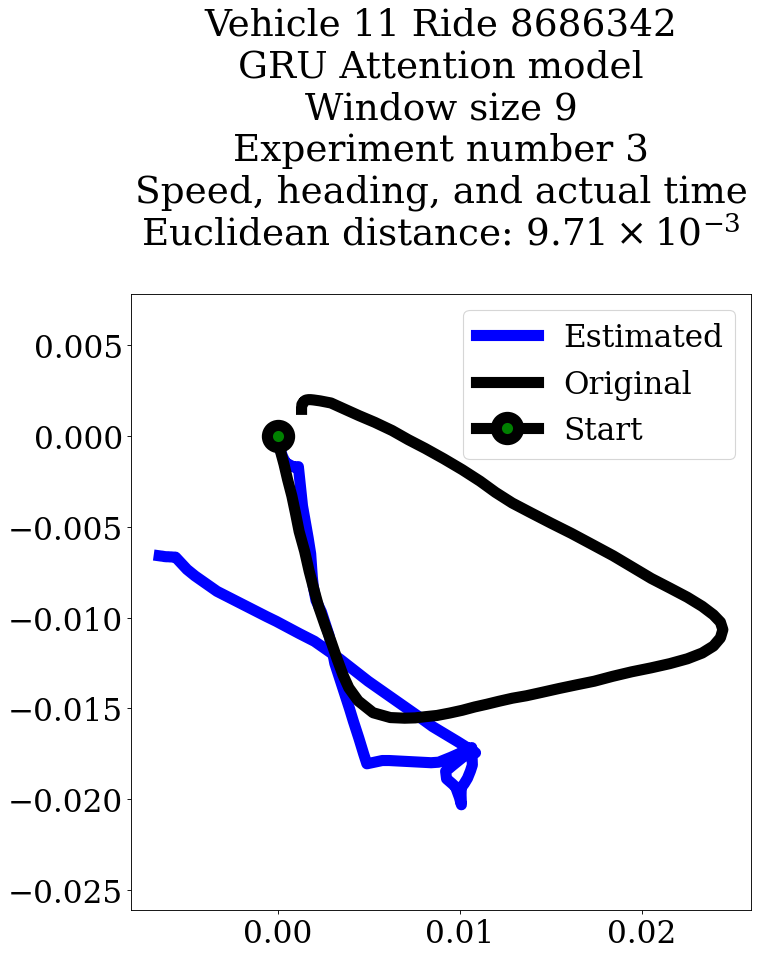 Vehicle 11 Ride 8686342
GRU Attention model
Window size 9
Experiment number 3
Speed, heading, and actual time
Euclidean distance: 9.71 × 10⁻³
Estimated
Original
Start
0.005
0.000
−0.005
−0.010
−0.015
−0.020
−0.025
0.00 0.01 0.02